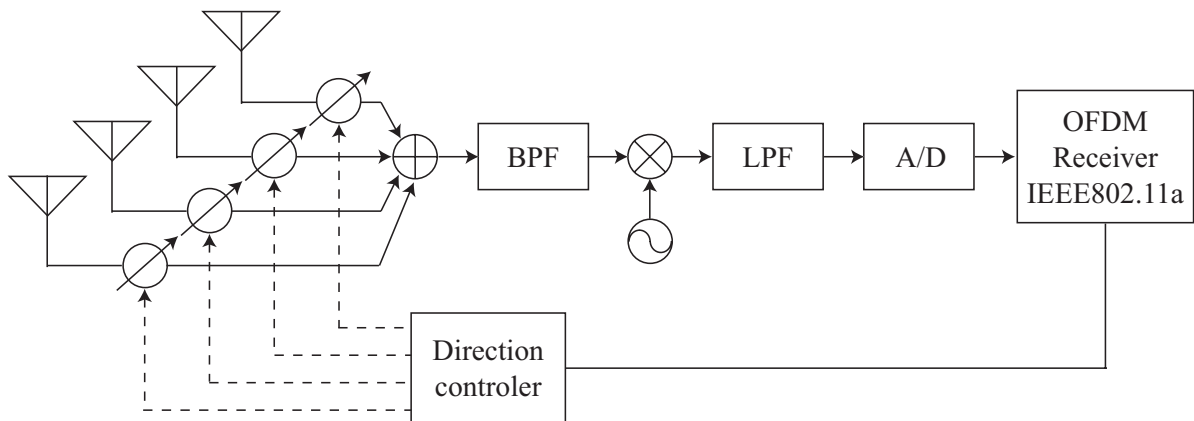 BPF
LPF
A/D
OFDM
Receiver
IEEE802.11a
Direction
controler